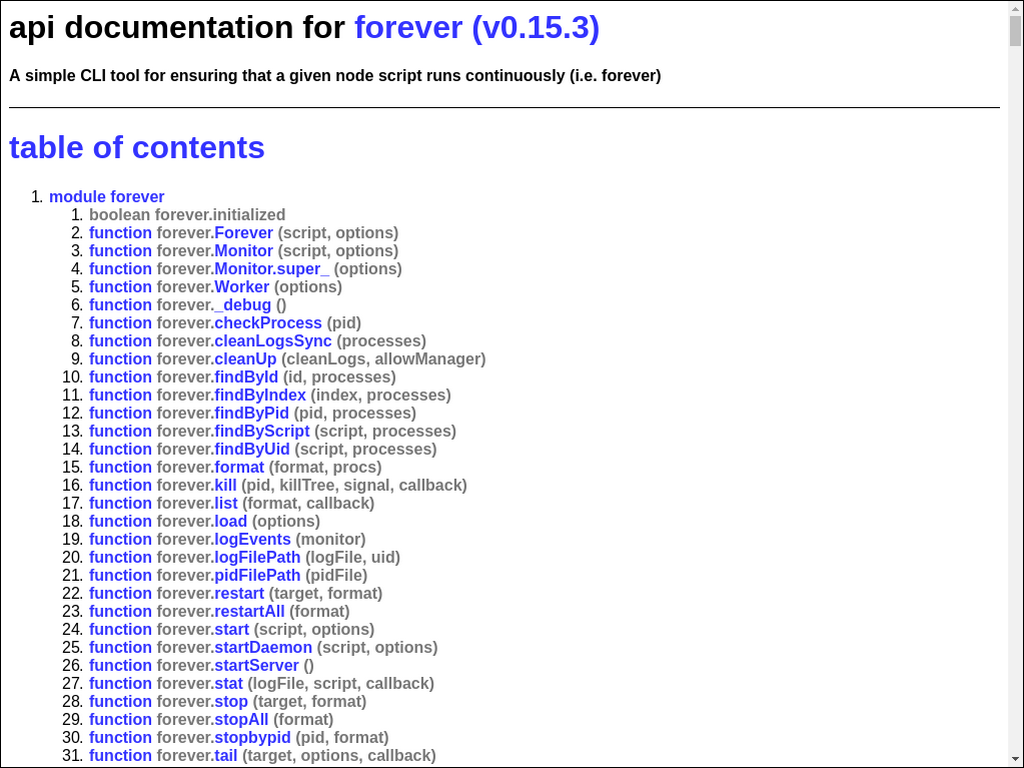 api documentation for forever (v0.15.3)
A simple CLI tool for ensuring that a given node script runs continuously (i.e. forever)
table of contents
1. module forever
1. boolean forever.initialized
2. function forever.Forever (script, options)
3. function forever.Monitor (script, options)
4. function forever.Monitor.super_ (options)
5. function forever.Worker (options)
6. function forever._debug ()
7. function forever.checkProcess (pid)
8. function forever.cleanLogsSync (processes)
9. function forever.cleanUp (cleanLogs, allowManager)
10. function forever.findById (id, processes)
11. function forever.findByIndex (index, processes)
12. function forever.findByPid (pid, processes)
13. function forever.findByScript (script, processes)
14. function forever.findByUid (script, processes)
15. function forever.format (format, procs)
16. function forever.kill (pid, killTree, signal, callback)
17. function forever.list (format, callback)
18. function forever.load (options)
19. function forever.logEvents (monitor)
20. function forever.logFilePath (logFile, uid)
21. function forever.pidFilePath (pidFile)
22. function forever.restart (target, format)
23. function forever.restartAll (format)
24. function forever.start (script, options)
25. function forever.startDaemon (script, options)
26. function forever.startServer ()
27. function forever.stat (logFile, script, callback)
28. function forever.stop (target, format)
29. function forever.stopAll (format)
30. function forever.stopbypid (pid, format)
31. function forever.tail (target, options, callback)